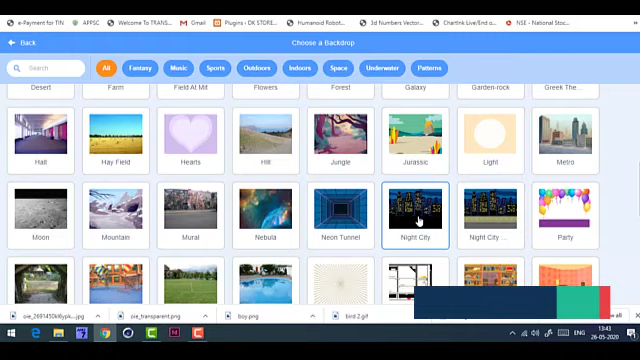 e-Payment for TIN
APPSC
Welcome To TRANS...
Gmail
Plugins - DK STORE...
Humanoid Robot...
3d Numbers Vector...
Chartink Live/End o...
NSE - National Stoc...
Back
Choose a Backdrop
Search
All
Fantasy
Music
Sports
Outdoors
Indoors
Space
Underwater
Patterns
Desert
Farm
Field At Mit
Flowers
Forest
Galaxy
Garden-rock
Greek The...
Hall
Hay Field
Hearts
Hill
Jungle
Jurassic
Light
Metro
Moon
Mountain
Mural
Nebula
Neon Tunnel
Night City
Night City ...
Party
oie_2691450kl6ypk...jpg
oie_transparent.png
boy.png
bird 2.gif
all
ENG
13:43
26-05-2020